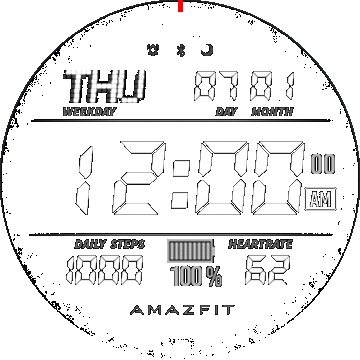 THU 07 01
WEEKDAY DAY MONTH
12:00 00
AM
DAILY STEPS HEARTRATE
1000 100% 62
AMAZFIT